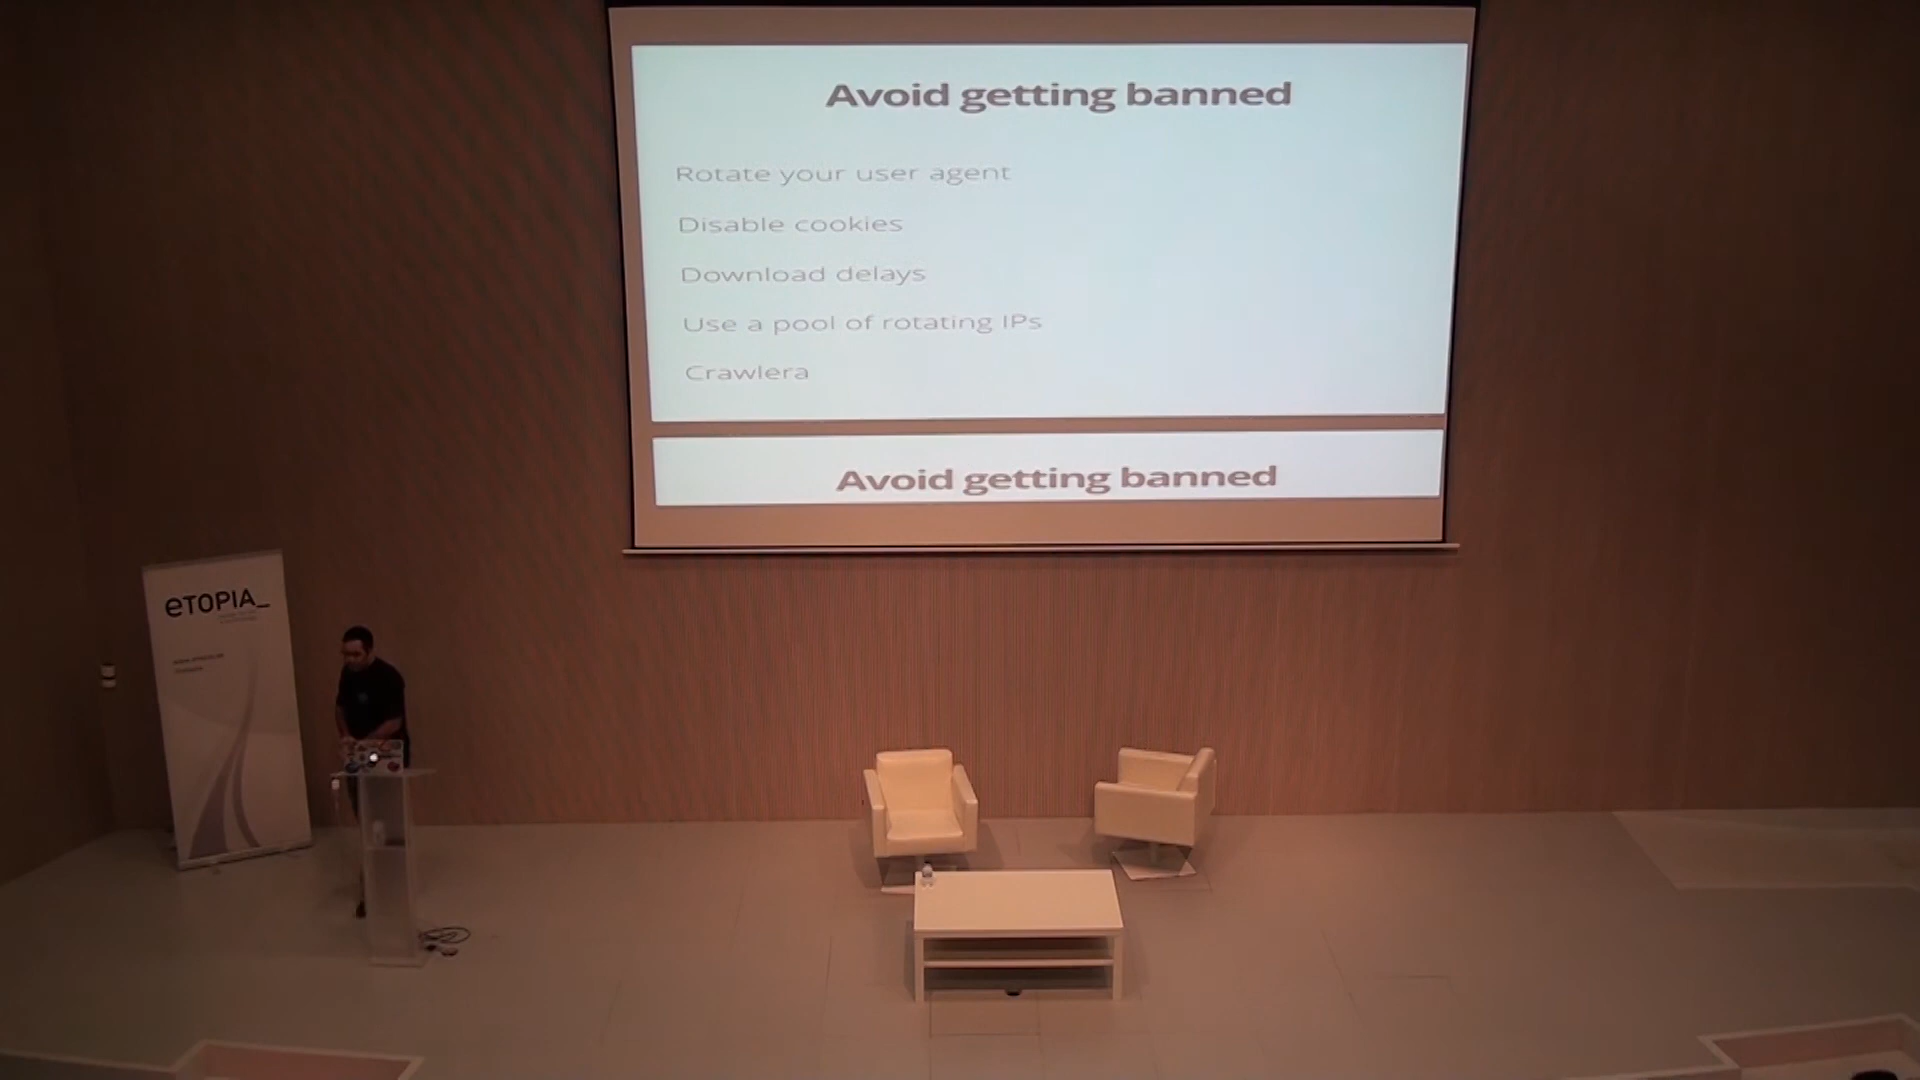 Avoid getting banned
Rotate your user agent
Disable cookies
Download delays
Use a pool of rotating IPs
Crawlera
Avoid getting banned
eTOPIA_